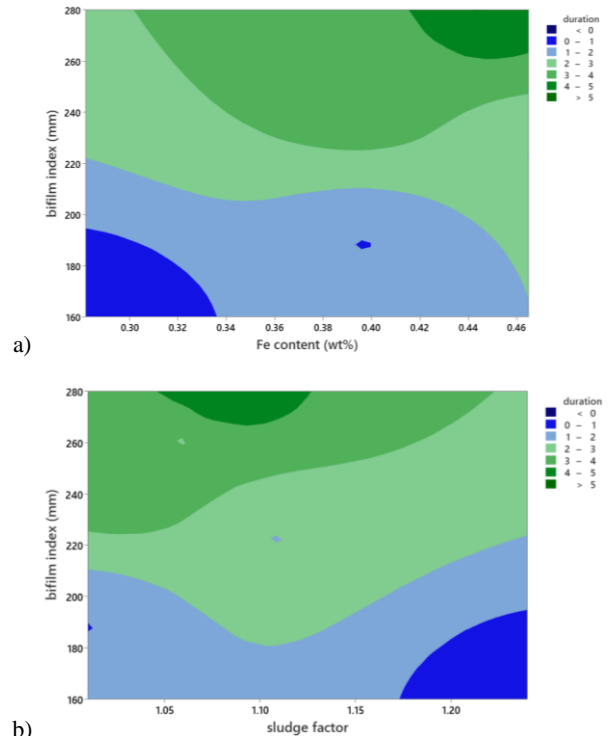 280
260
240
220
200
180
160
bifilm index (mm)
0.30 0.32 0.34 0.36 0.38 0.40 0.42 0.44 0.46
Fe content (wt%)
duration
< 0
0 – 1
1 – 2
2 – 3
3 – 4
4 – 5
> 5
a)
280
260
240
220
200
180
160
bifilm index (mm)
1.05 1.10 1.15 1.20
sludge factor
duration
< 0
0 – 1
1 – 2
2 – 3
3 – 4
4 – 5
> 5
b)